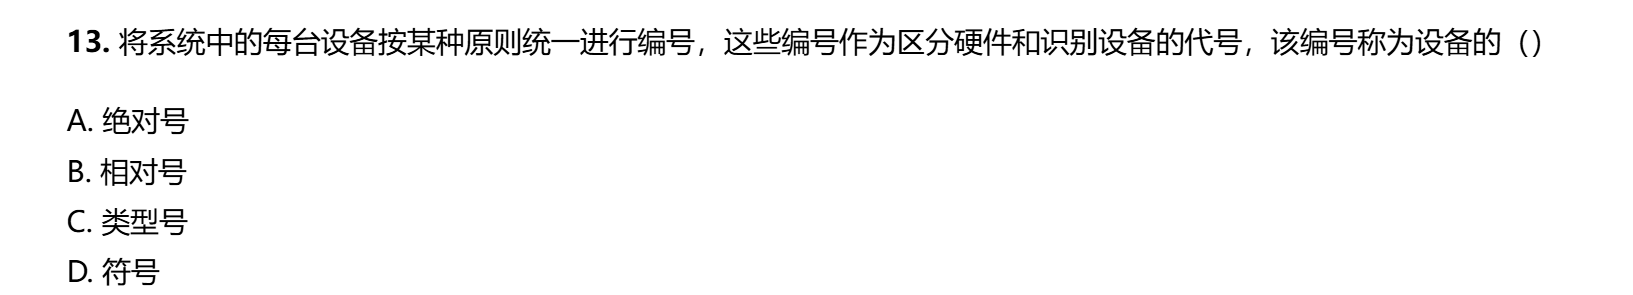 13. 将系统中的每台设备按某种原则统一进行编号，这些编号作为区分硬件和识别设备的代号，该编号称为设备的（）
A. 绝对号
B. 相对号
C. 类型号
D. 符号